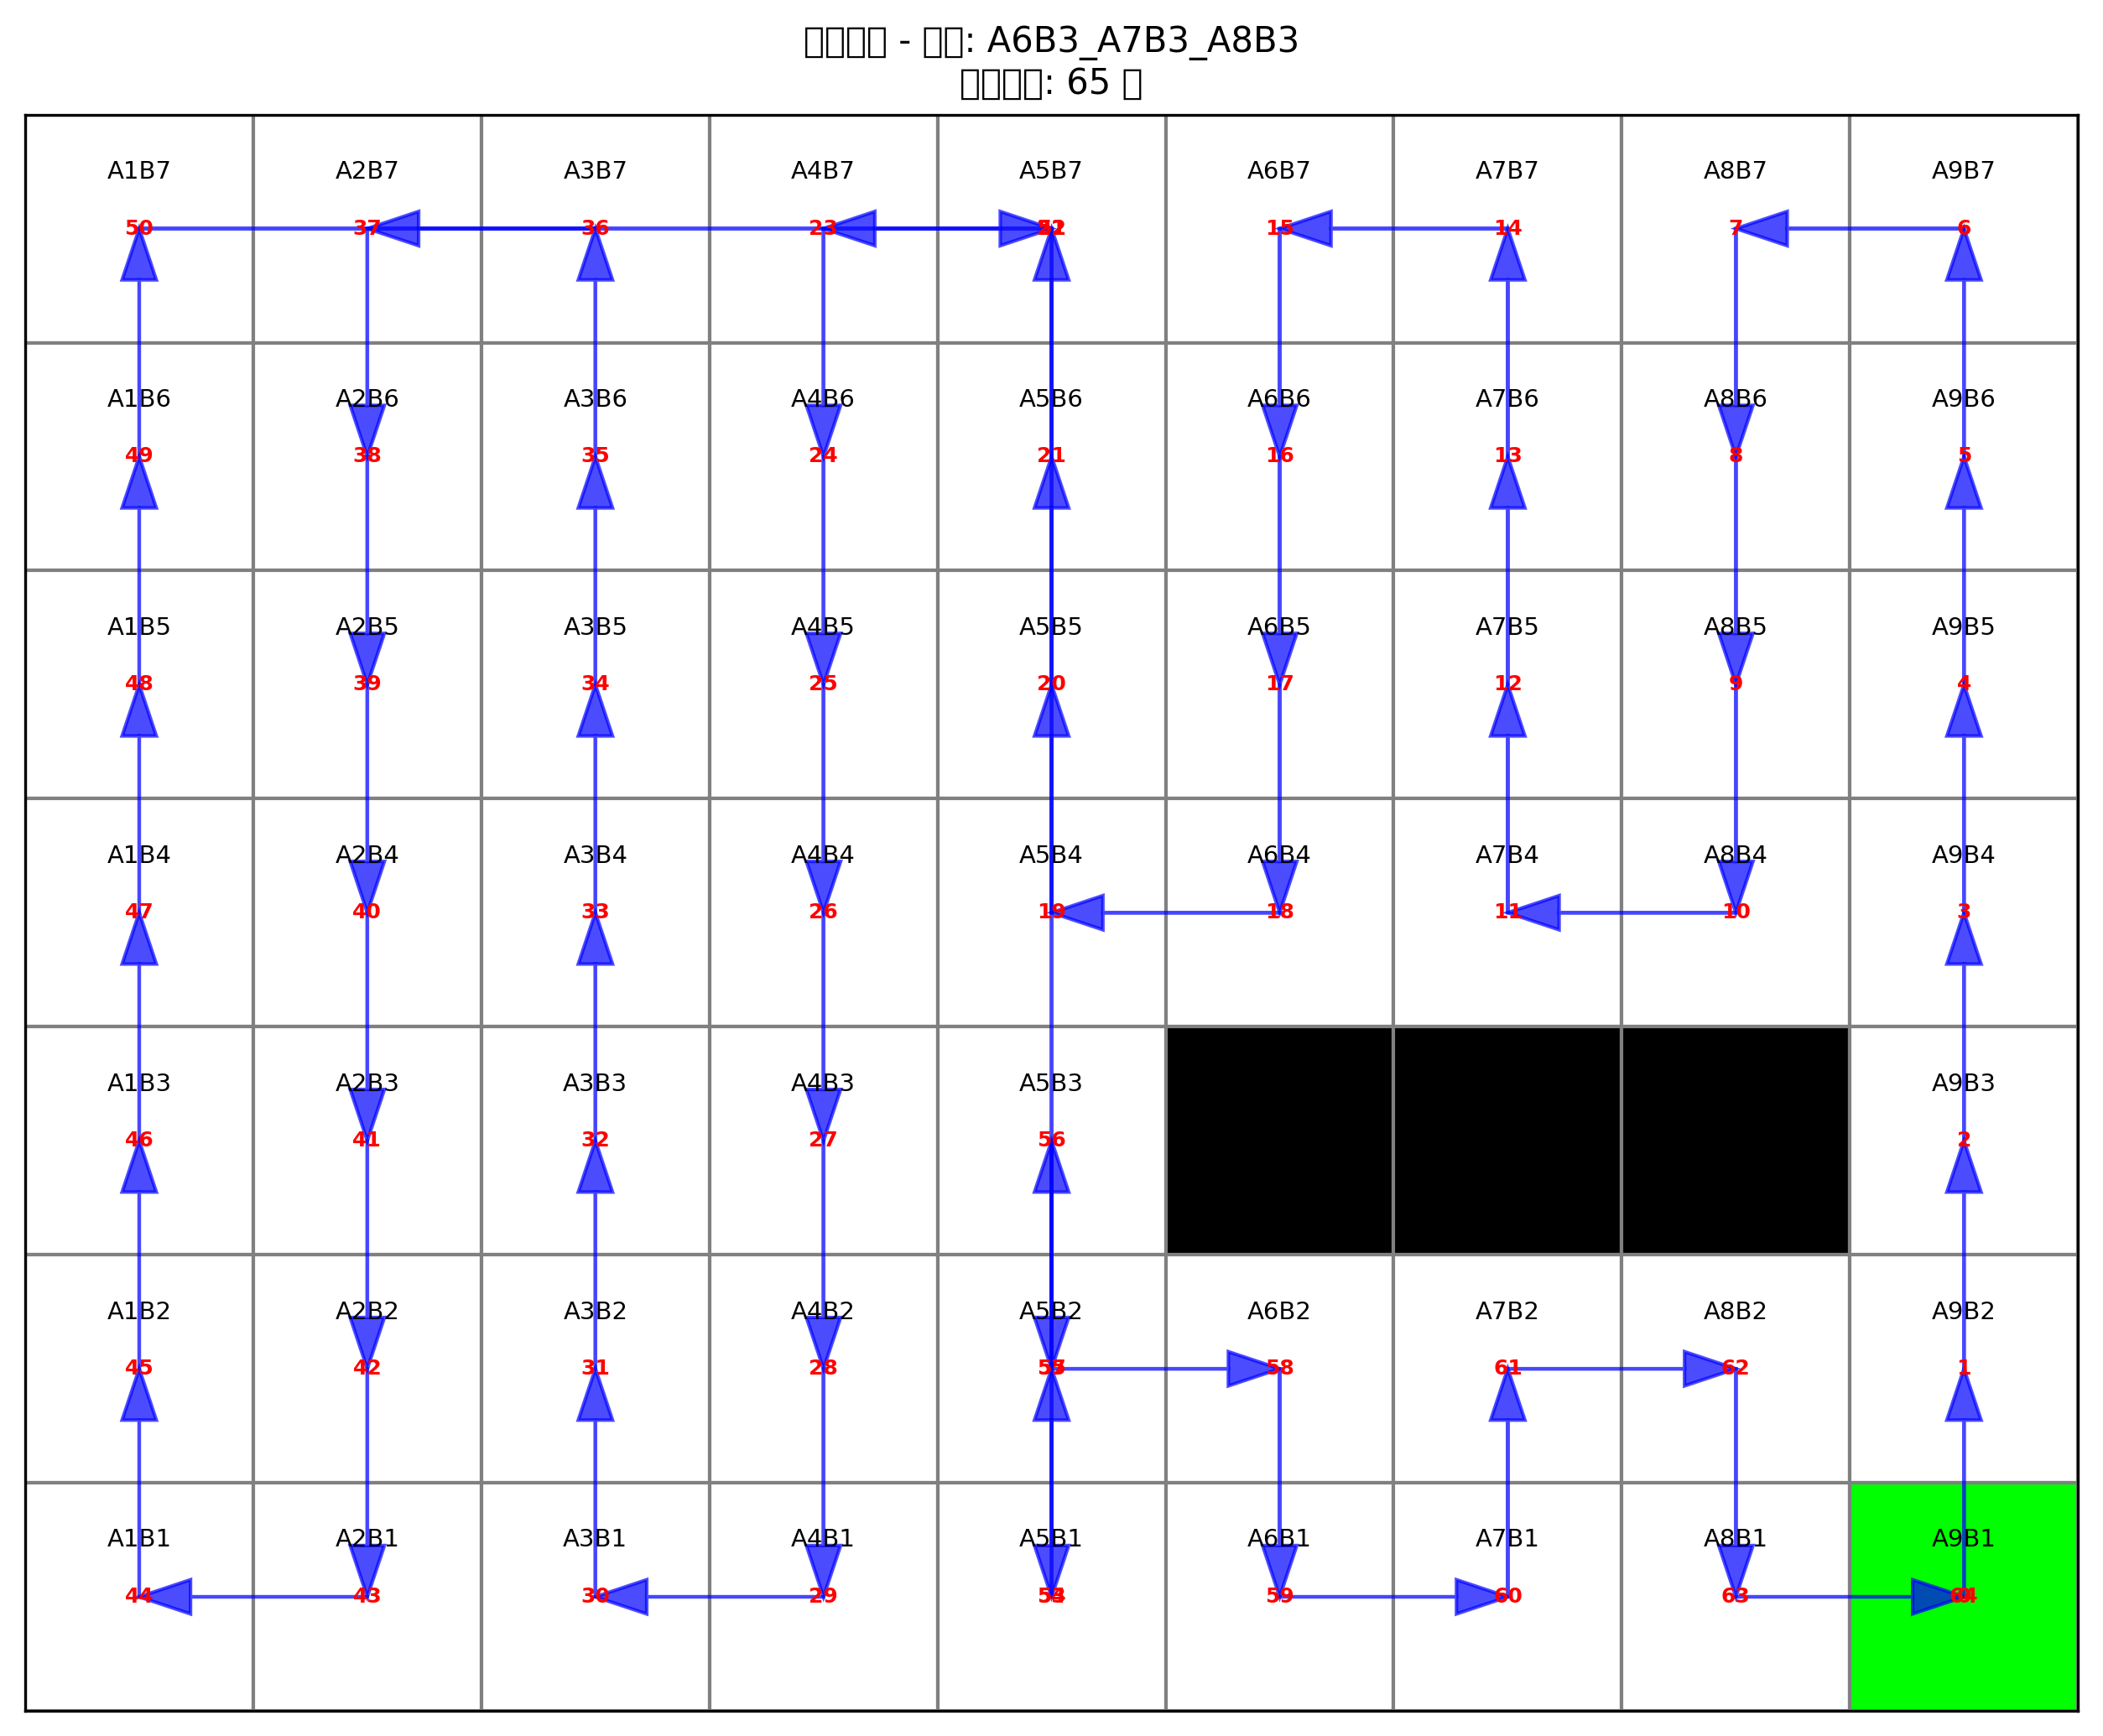 □□□□ - □□: A6B3_A7B3_A8B3
□□□□: 65 □
A1B7 A2B7 A3B7 A4B7 A5B7 A6B7 A7B7 A8B7 A9B7
50 37 36 23 15 14 7 6
A1B6 A2B6 A3B6 A4B6 A5B6 A6B6 A7B6 A8B6 A9B6
49 38 35 24 21 16 13 8 5
A1B5 A2B5 A3B5 A4B5 A5B5 A6B5 A7B5 A8B5 A9B5
48 39 34 25 20 17 12 9 4
A1B4 A2B4 A3B4 A4B4 A5B4 A6B4 A7B4 A8B4 A9B4
47 40 33 26 19 18 11 10 3
A1B3 A2B3 A3B3 A4B3 A5B3 A9B3
46 41 32 27 56 2
A1B2 A2B2 A3B2 A4B2 A5B2 A6B2 A7B2 A8B2 A9B2
45 42 31 28 58 61 62 1
A1B1 A2B1 A3B1 A4B1 A5B1 A6B1 A7B1 A8B1 A9B1
44 43 30 29 59 60 63